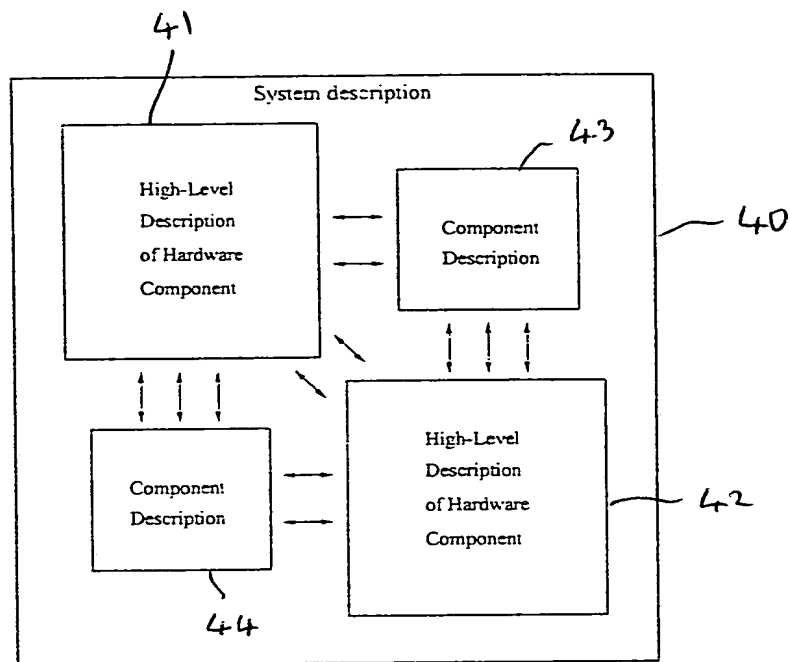 41
System description
High-Level
Description
of Hardware
Component
43
Component
Description
40
High-Level
Description
of Hardware
Component
42
Component
Description
44